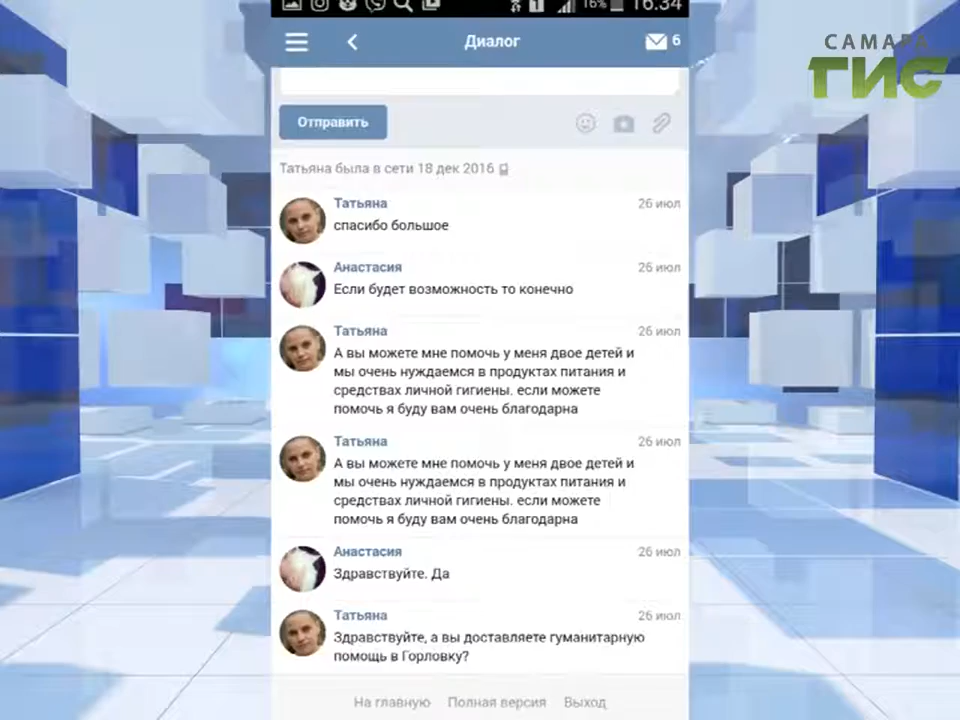 16%
16:34
Диалог
6
САМАРА
ГИС
Отправить
Татьяна была в сети 18 дек 2016
Татьяна
26 июл
спасибо большое
Анастасия
26 июл
Если будет возможность то конечно
Татьяна
26 июл
А вы можете мне помочь у меня двое детей и
мы очень нуждаемся в продуктах питания и
средствах личной гигиены. если можете
помочь я буду вам очень благодарна
Татьяна
26 июл
А вы можете мне помочь у меня двое детей и
мы очень нуждаемся в продуктах питания и
средствах личной гигиены. если можете
помочь я буду вам очень благодарна
Анастасия
26 июл
Здравствуйте. Да
Татьяна
26 июл
Здравствуйте, а вы доставляете гуманитарную
помощь в Горловку?
На главную Полная версия Выход